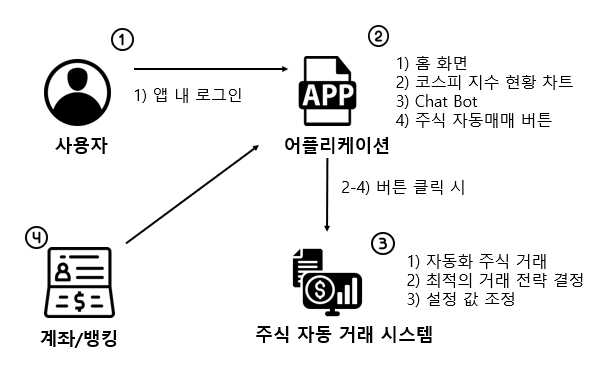 ①
사용자
1) 앱 내 로그인
②
APP
어플리케이션
1) 홈 화면
2) 코스피 지수 현황 차트
3) Chat Bot
4) 주식 자동매매 버튼
2-4) 버튼 클릭 시
③
$
주식 자동 거래 시스템
1) 자동화 주식 거래
2) 최적의 거래 전략 결정
3) 설정 값 조정
④
$
계좌/뱅킹